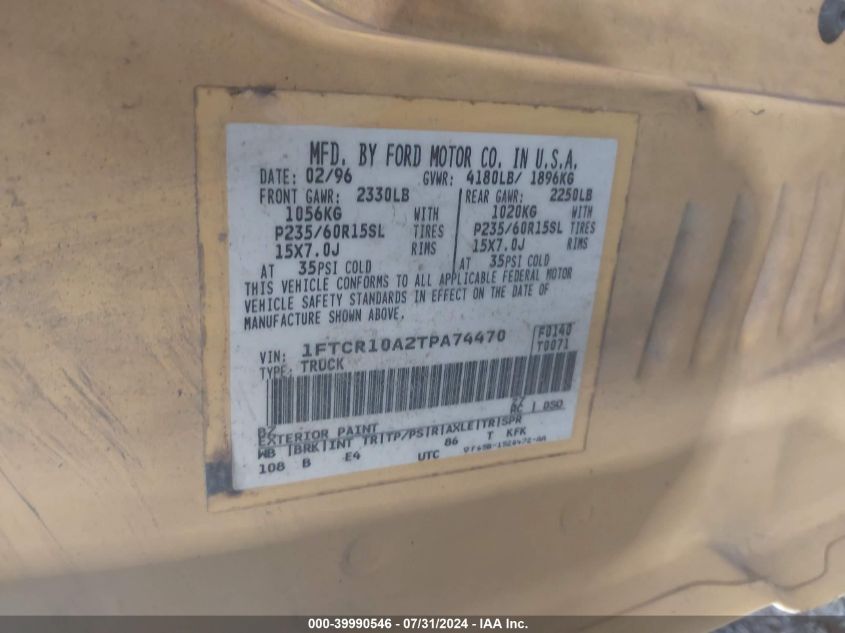 MFD. BY FORD MOTOR CO. IN U.S.A.
DATE: 02/96 GVWR: 4180LB/ 1896KG
FRONT GAWR: 2330LB REAR GAWR: 2250LB
1056KG WITH 1020KG WITH
P235/60R15SL TIRES P235/60R15SL TIRES
15X7.0J RIMS 15X7.0J RIMS
AT 35PSI COLD AT 35PSI COLD
THIS VEHICLE CONFORMS TO ALL APPLICABLE FEDERAL MOTOR
VEHICLE SAFETY STANDARDS IN EFFECT ON THE DATE OF
MANUFACTURE SHOWN ABOVE.
VIN: 1FTCR10A2TPA74470 F0140
TYPE: TRUCK T0071
BZ
EXTERIOR PAINT DSO
WB |BRK|INT TR|TP/PS|R|AXLE|TR|SPR
108 B E4 86 T KFK
UTC
000-39990546 / 07/31/2024 - IAA Inc.